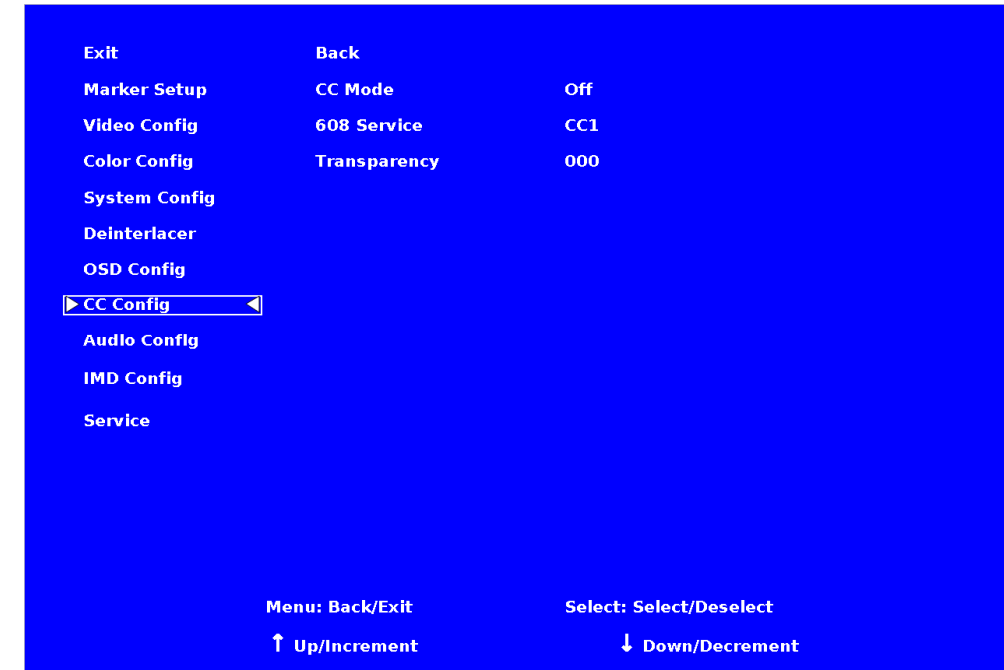 Exit Back
Marker Setup CC Mode Off
Video Config 608 Service CC1
Color Config Transparency 000
System Config
Deinterlacer
OSD Config
CC Config
Audio Config
IMD Config
Service
Menu: Back/Exit Select: Select/Deselect
↑ Up/Increment ↓ Down/Decrement